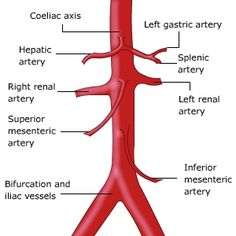 Coeliac axis
Left gastric artery
Hepatic
artery
Splenic
artery
Right renal
artery
Left renal
artery
Superior
mesenteric
artery
Inferior
mesenteric
artery
Bifurcation and
iliac vessels